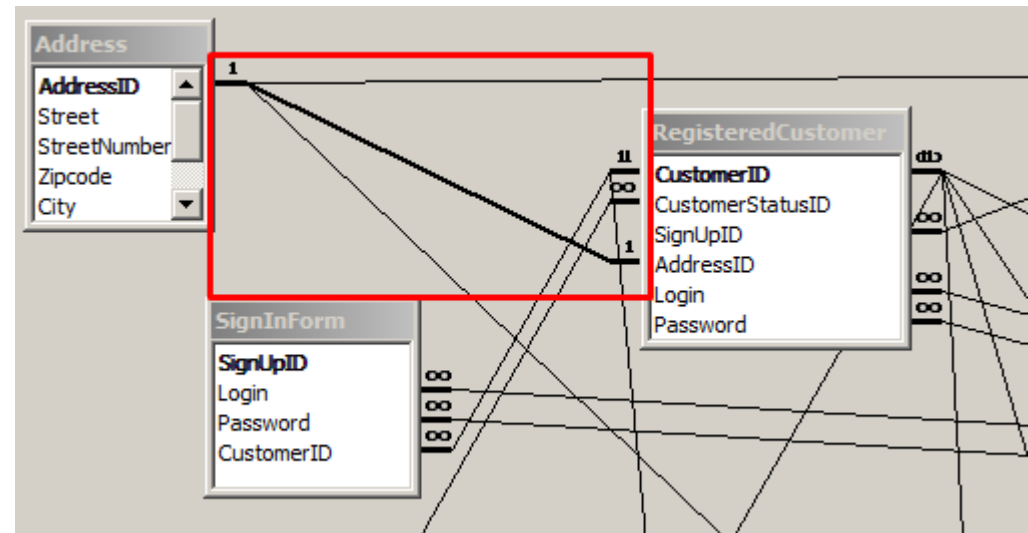 Address
AddressID
Street
StreetNumber
Zipcode
City
1
RegisteredCustomer
CustomerID
CustomerStatusID
SignUpID
AddressID
Login
Password
1
∞
1
∞
∞
∞
SignInForm
SignUpID
Login
Password
CustomerID
∞
∞
∞